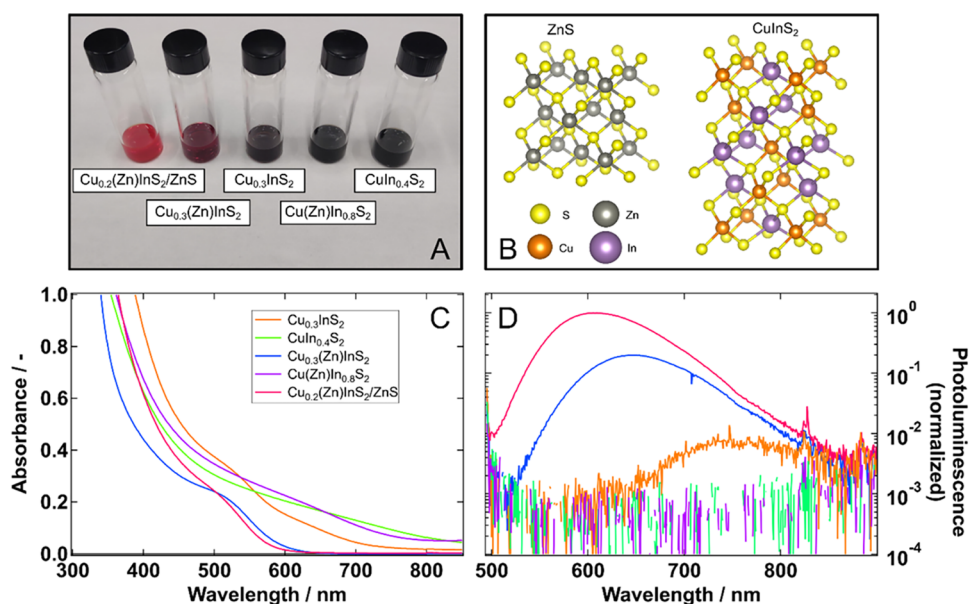 Cu0.2(Zn)InS2/ZnS
Cu0.3InS2
CuIn0.4S2
Cu0.3(Zn)InS2
Cu(Zn)In0.8S2
A
ZnS
CuInS2
S
Zn
Cu
In
B
1.0
0.8
0.6
0.4
0.2
0.0
Absorbance / -
C
Cu0.3InS2
CuIn0.4S2
Cu0.3(Zn)InS2
Cu(Zn)In0.8S2
Cu0.2(Zn)InS2/ZnS
300 400 500 600 700 800
Wavelength / nm
D
10^0
10^-1
10^-2
10^-3
10^-4
Photoluminescence
(normalized)
500 600 700 800
Wavelength / nm